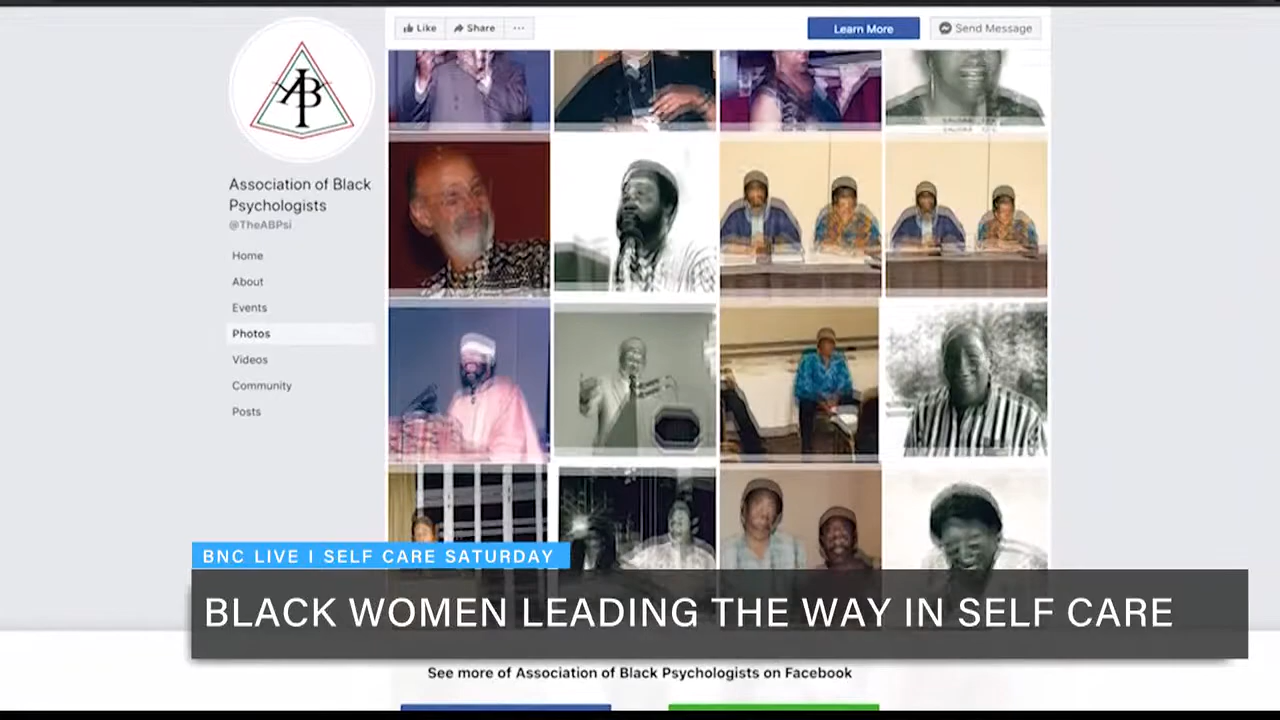 Like
Share
Learn More
Send Message
ABP
Association of Black
Psychologists
@TheABPsi
Home
About
Events
Photos
Videos
Community
Posts
BNC LIVE | SELF CARE SATURDAY
BLACK WOMEN LEADING THE WAY IN SELF CARE
See more of Association of Black Psychologists on Facebook